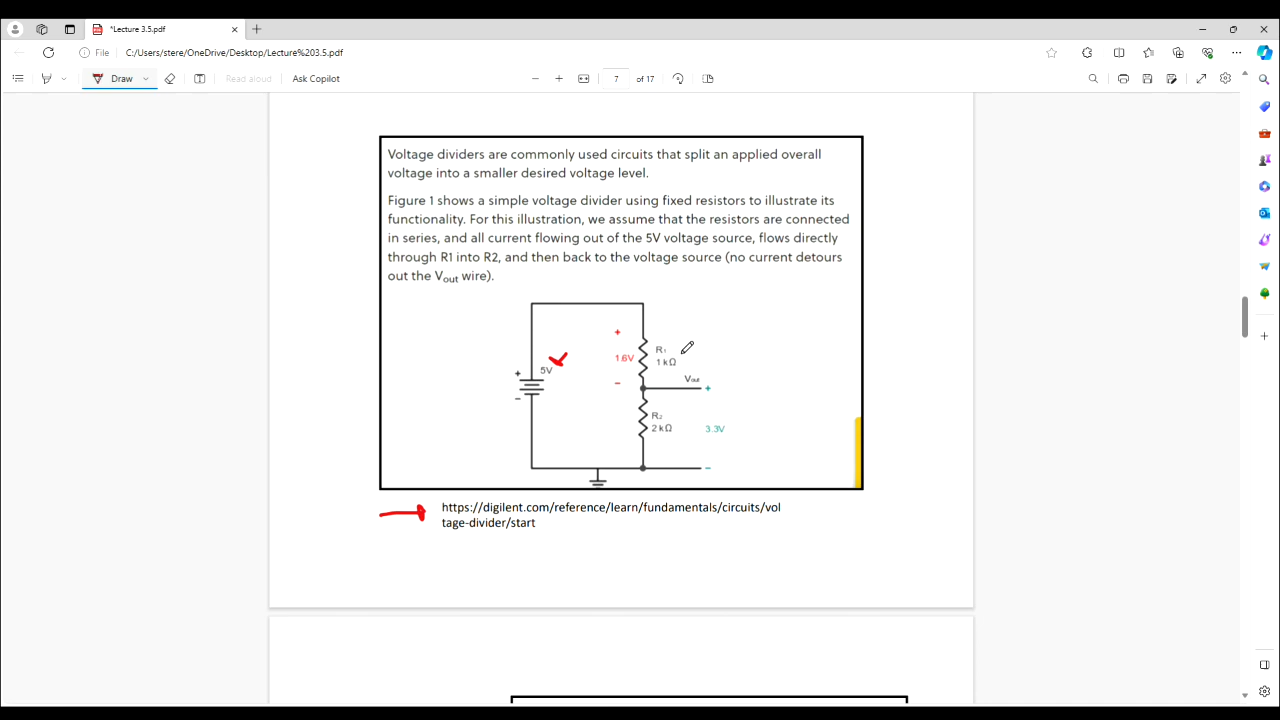 *Lecture 3.5.pdf
File
C:/Users/stere/OneDrive/Desktop/Lecture%203.5.pdf
Draw
Read aloud
Ask Copilot
7
of 17
Voltage dividers are commonly used circuits that split an applied overall
voltage into a smaller desired voltage level.
Figure 1 shows a simple voltage divider using fixed resistors to illustrate its
functionality. For this illustration, we assume that the resistors are connected
in series, and all current flowing out of the 5V voltage source, flows directly
through R1 into R2, and then back to the voltage source (no current detours
out the Vout wire).
+
R₁
1.6V
1 kΩ
+
5V
-
Vout
+
-
R₂
2 kΩ
3.3V
-
https://digilent.com/reference/learn/fundamentals/circuits/vol
tage-divider/start